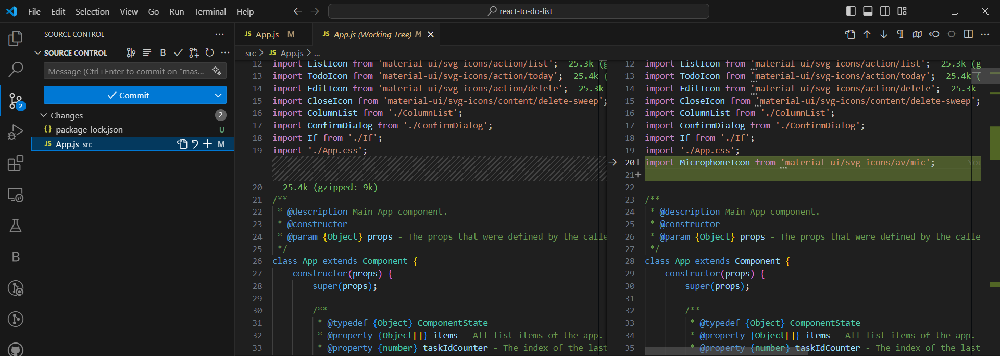 File Edit Selection View Go Run Terminal Help
react-to-do-list
SOURCE CONTROL
SOURCE CONTROL
B
Message (Ctrl+Enter to commit on "mas...
Commit
Changes 2
package-lock.json U
JS App.js src M
2
B
JS App.js M
JS App.js (Working Tree) M
src > JS App.js > ...
12 import ListIcon from 'material-ui/svg-icons/action/list'; 25.3k (g
13 import TodoIcon from 'material-ui/svg-icons/action/today'; 25.4k (
14 import EditIcon from 'material-ui/svg-icons/action/delete'; 25.3k
15 import CloseIcon from 'material-ui/svg-icons/content/delete-sweep';
16 import ColumnList from './ColumnList';
17 import ConfirmDialog from './ConfirmDialog';
18 import If from './If';
19 import './App.css';
20 25.4k (gzipped: 9k)
21 /**
22 * @description Main App component.
23 * @constructor
24 * @param {Object} props - The props that were defined by the calle
25 */
26 class App extends Component {
27 constructor(props) {
28 super(props);
29
30 /**
31 * @typedef {Object} ComponentState
32 * @property {Object[]} items - All list items of the app.
33 * @property {number} taskIdCounter - The index of the last
12 import ListIcon from 'material-ui/svg-icons/action/list'; 25.3k (g
13 import TodoIcon from 'material-ui/svg-icons/action/today'; 25.4k (
14 import EditIcon from 'material-ui/svg-icons/action/delete'; 25.3k
15 import CloseIcon from 'material-ui/svg-icons/content/delete-sweep';
16 import ColumnList from './ColumnList';
17 import ConfirmDialog from './ConfirmDialog';
18 import If from './If';
19 import './App.css';
20+ import MicrophoneIcon from 'material-ui/svg-icons/av/mic'; You
21+
22
23 /**
24 * @description Main App component.
25 * @constructor
26 * @param {Object} props - The props that were defined by the calle
27 */
28 class App extends Component {
29 constructor(props) {
30 super(props);
31
32 /**
33 * @typedef {Object} ComponentState
34 * @property {Object[]} items - All list items of the app.
35 * @property {number} taskIdCounter - The index of the last